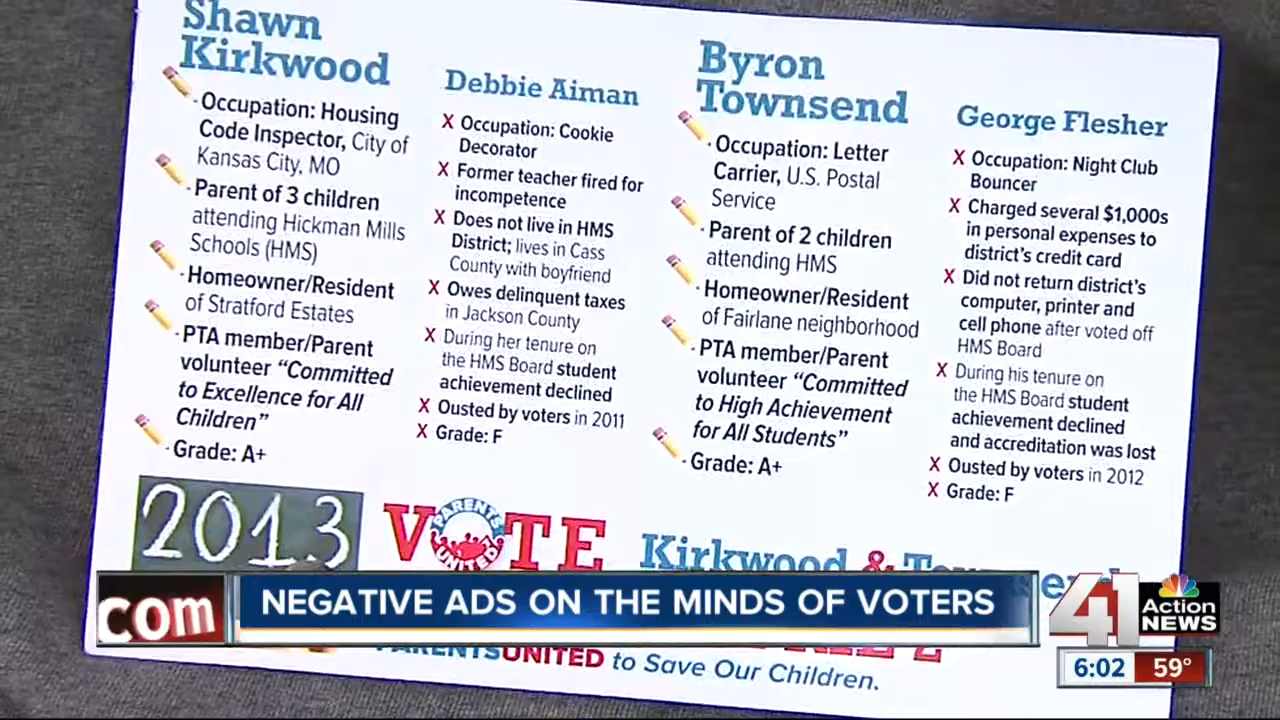 Shawn
Kirkwood
Occupation: Housing
Code Inspector, City of
Kansas City, MO
Parent of 3 children
attending Hickman Mills
Schools (HMS)
Homeowner/Resident
of Stratford Estates
PTA member/Parent
volunteer “Committed
to Excellence for All
Children”
Grade: A+
Debbie Aiman
X Occupation: Cookie
Decorator
X Former teacher fired for
incompetence
X Does not live in HMS
District; lives in Cass
County with boyfriend
X Owes delinquent taxes
in Jackson County
X During her tenure on
the HMS Board student
achievement declined
X Ousted by voters in 2011
X Grade: F
Byron
Townsend
Occupation: Letter
Carrier, U.S. Postal
Service
Parent of 2 children
attending HMS
Homeowner/Resident
of Fairlane neighborhood
PTA member/Parent
volunteer “Committed
to High Achievement
for All Students”
Grade: A+
George Flesher
X Occupation: Night Club
Bouncer
X Charged several $1,000s
in personal expenses to
district’s credit card
X Did not return district’s
computer, printer and
cell phone after voted off
HMS Board
X During his tenure on
the HMS Board student
achievement declined
and accreditation was lost
X Ousted by voters in 2012
X Grade: F
2013
VOTE
PARENTS
UNITED
Kirkwood & Townsend
com
NEGATIVE ADS ON THE MINDS OF VOTERS
41 Action
NEWS
6:02 59°
PARENTSUNITED to Save Our Children.